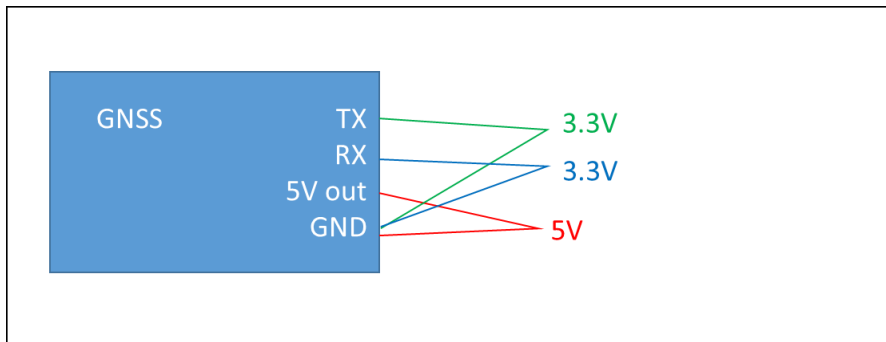 GNSS
TX
3.3V
RX
3.3V
5V out
GND
5V